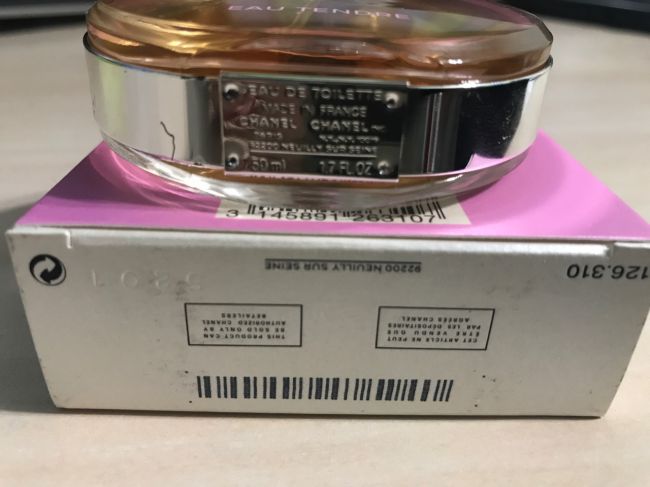 EAU TENDRE
EAU DE TOILETTE
MADE IN FRANCE
CHANEL CHANEL INC
92200 NEUILLY SUR SEINE
50 ml 1.7 FL.OZ
3 145891 263107
92200 NEUILLY SUR SEINE
126.310
5201
THIS PRODUCT CAN
BE SOLD ONLY BY
AUTHORIZED CHANEL
RETAILERS
CET ARTICLE NE PEUT
ETRE VENDU QUE
PAR LES DEPOSITAIRES
AGREES CHANEL